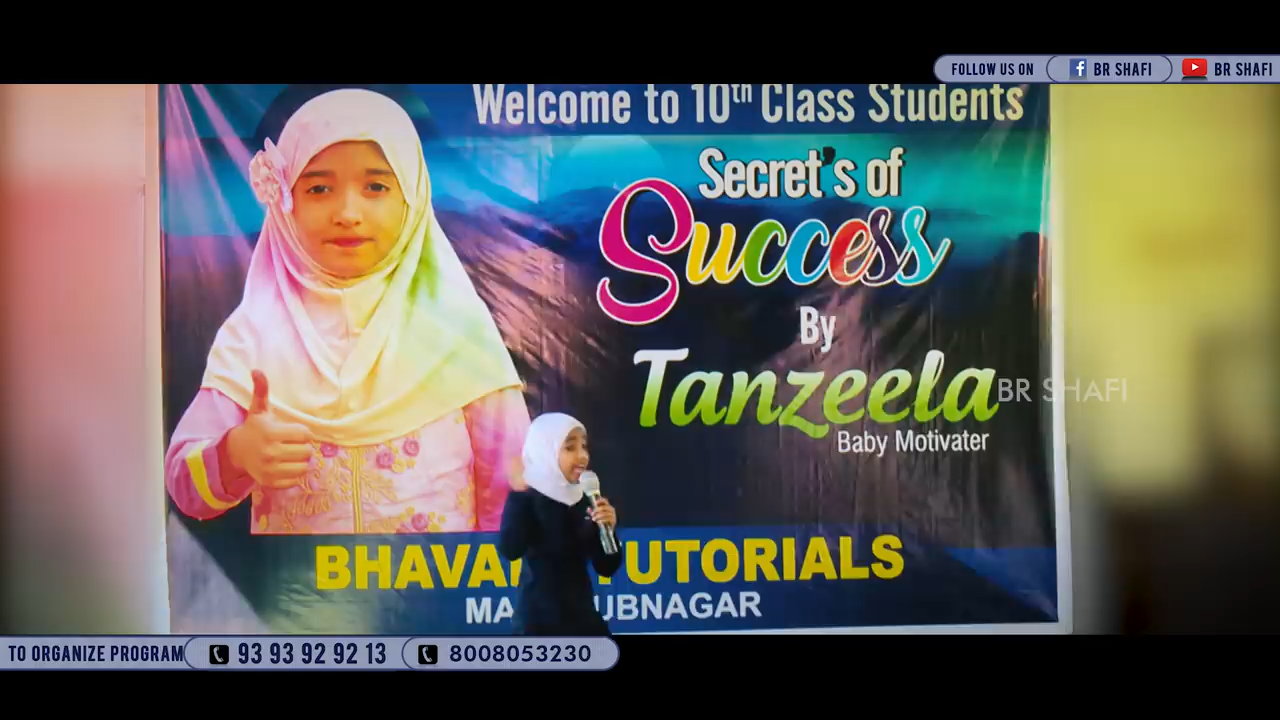 FOLLOW US ON BR SHAFI BR SHAFI
Welcome to 10th Class Students
Secret's of
Success
By
Tanzeela
BR SHAFI
Baby Motivater
TUTORIALS
TO ORGANIZE PROGRAM 93 93 92 92 13 8008053230